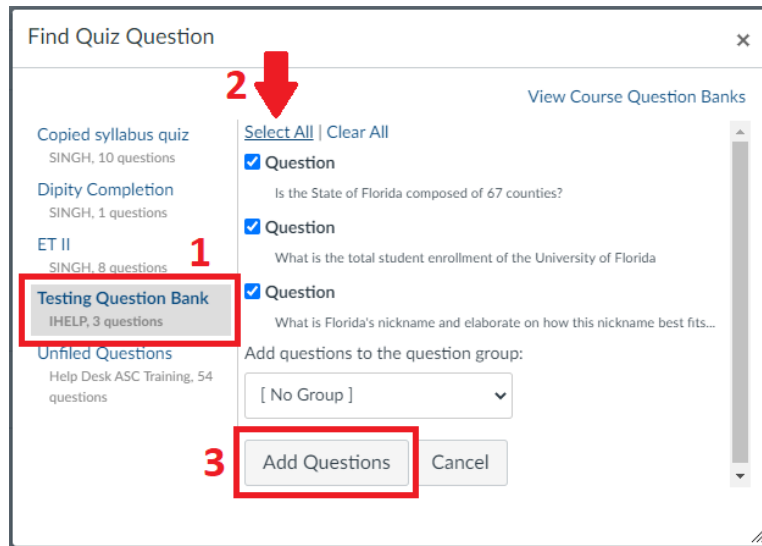 Find Quiz Question
×
2
View Course Question Banks
Copied syllabus quiz
SINGH, 10 questions
Dipity Completion
SINGH, 1 questions
ET II
SINGH, 8 questions
1
Testing Question Bank
IHELP, 3 questions
Unfiled Questions
Help Desk ASC Training, 54
questions
Select All | Clear All
Question
Is the State of Florida composed of 67 counties?
Question
What is the total student enrollment of the University of Florida
Question
What is Florida's nickname and elaborate on how this nickname best fits...
Add questions to the question group:
[ No Group ]
3
Add Questions
Cancel